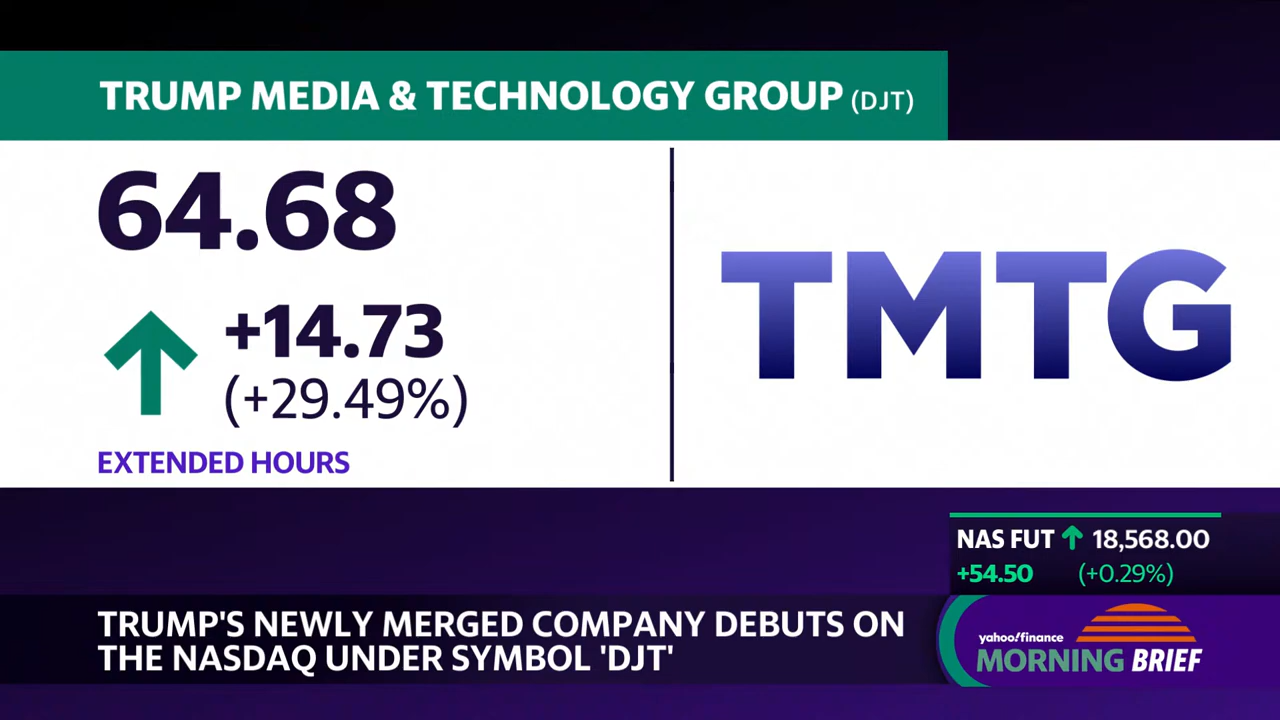 TRUMP MEDIA & TECHNOLOGY GROUP (DJT)
64.68
+14.73
(+29.49%)
EXTENDED HOURS
TMTG
NAS FUT 18,568.00
+54.50 (+0.29%)
TRUMP'S NEWLY MERGED COMPANY DEBUTS ON
THE NASDAQ UNDER SYMBOL 'DJT'
yahoo!finance
MORNING BRIEF